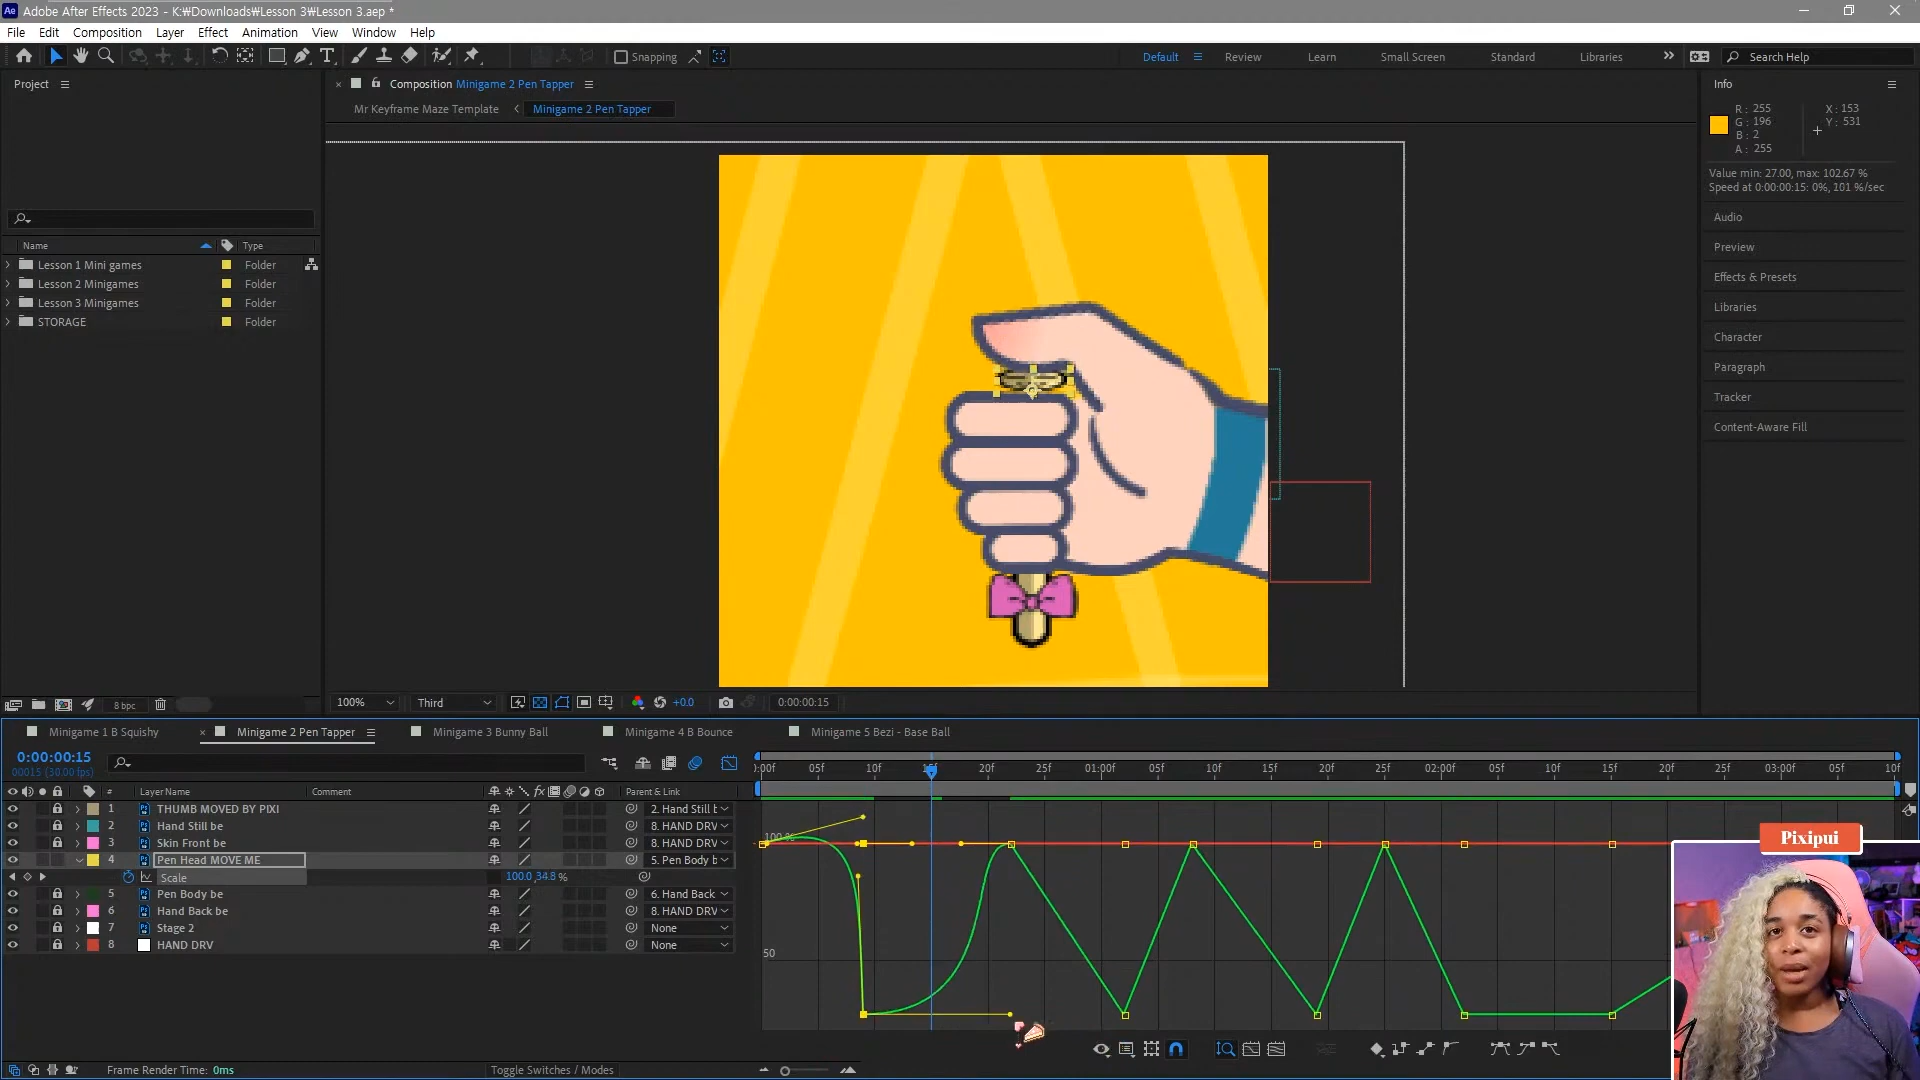 Adobe After Effects 2023 - K:₩Downloads₩Lesson 3₩Lesson 3.aep *
File Edit Composition Layer Effect Animation View Window Help
Snapping Default Review Learn Small Screen Standard Libraries Search Help
Project
Composition Minigame 2 Pen Tapper
Info
Mr Keyframe Maze Template Minigame 2 Pen Tapper
R : 255 X : 153
G : 196 Y : 531
B : 2
A : 255
Value min: 27.00, max: 102.67 %
Speed at 0:00:00:15: 0%, 101 %/sec
Audio
Preview
Effects & Presets
Libraries
Character
Paragraph
Tracker
Content-Aware Fill
Name Type
Lesson 1 Mini games Folder
Lesson 2 Minigames Folder
Lesson 3 Minigames Folder
STORAGE Folder
8 bpc
100% Third +0.0 0:00:00:15
Minigame 1 B Squishy Minigame 2 Pen Tapper Minigame 3 Bunny Ball Minigame 4 B Bounce Minigame 5 Bezi - Base Ball
0:00:00:15
00015 (30.00 fps)
:00f 05f 10f 15f 20f 25f 01:00f 05f 10f 15f 20f 25f 02:00f 05f 10f 15f 20f 25f 03:00f 05f 10f
# Layer Name Comment fx Parent & Link
1 THUMB MOVED BY PIXI 2. Hand Still b
2 Hand Still be 8. HAND DRV
3 Skin Front be 8. HAND DRV
4 Pen Head MOVE ME 5. Pen Body b
Scale 100.0,34.8 %
5 Pen Body be 6. Hand Back
6 Hand Back be 8. HAND DRV
7 Stage 2 None
8 HAND DRV None
100 %
50
Pixipui
Frame Render Time: 0ms Toggle Switches / Modes